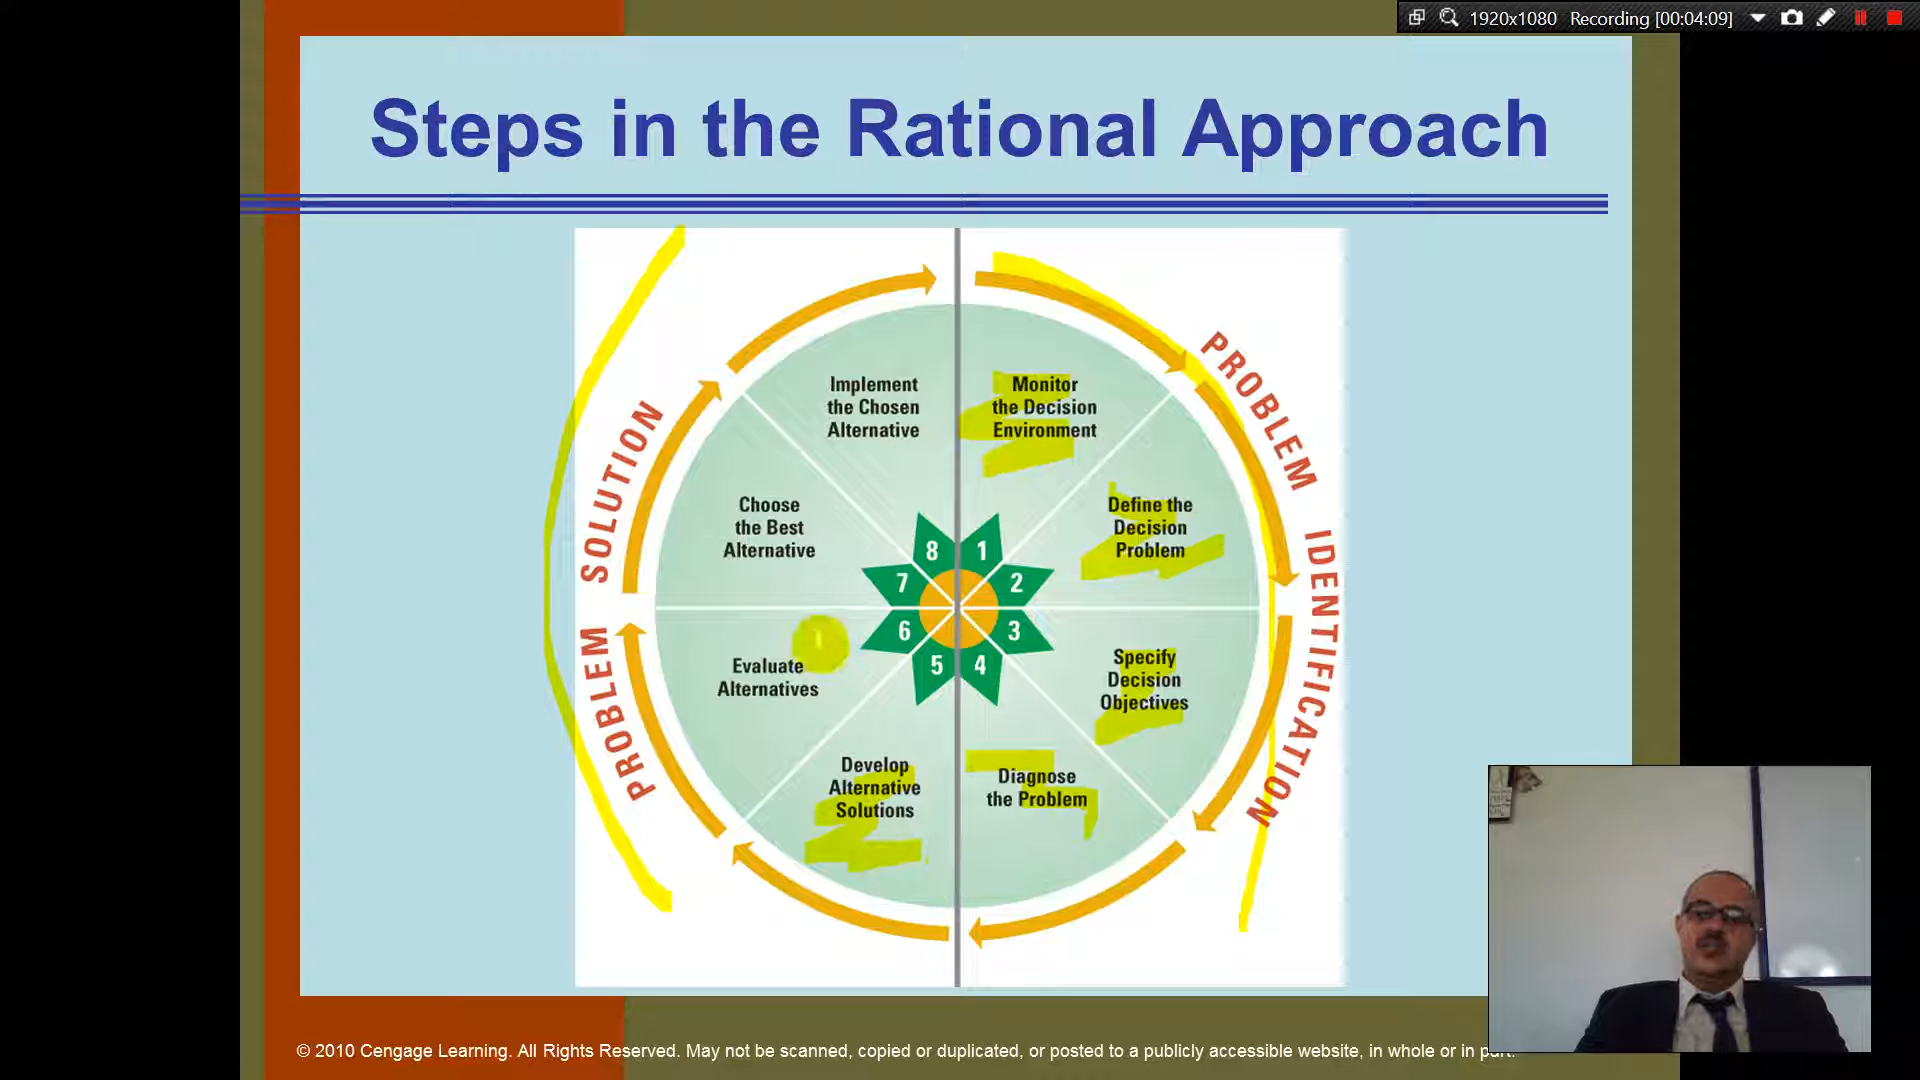 1920x1080 Recording [00:04:09]
Steps in the Rational Approach
PROBLEM IDENTIFICATION
PROBLEM SOLUTION
1
Monitor
the Decision
Environment
2
Define the
Decision
Problem
3
Specify
Decision
Objectives
4
Diagnose
the Problem
5
Develop
Alternative
Solutions
6
Evaluate
Alternatives
7
Choose
the Best
Alternative
8
Implement
the Chosen
Alternative
© 2010 Cengage Learning. All Rights Reserved. May not be scanned, copied or duplicated, or posted to a publicly accessible website, in whole or in part.